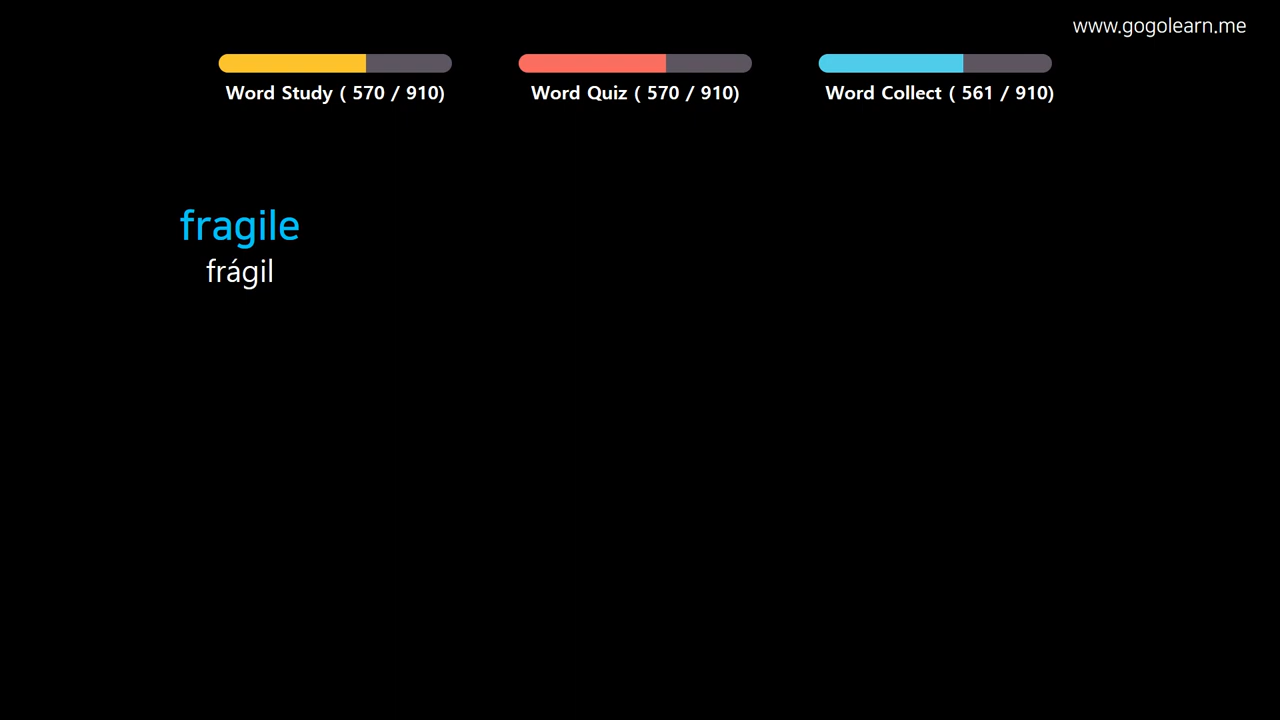 www.gogolearn.me
Word Study ( 570 / 910)
Word Quiz ( 570 / 910)
Word Collect ( 561 / 910)
fragile
frágil